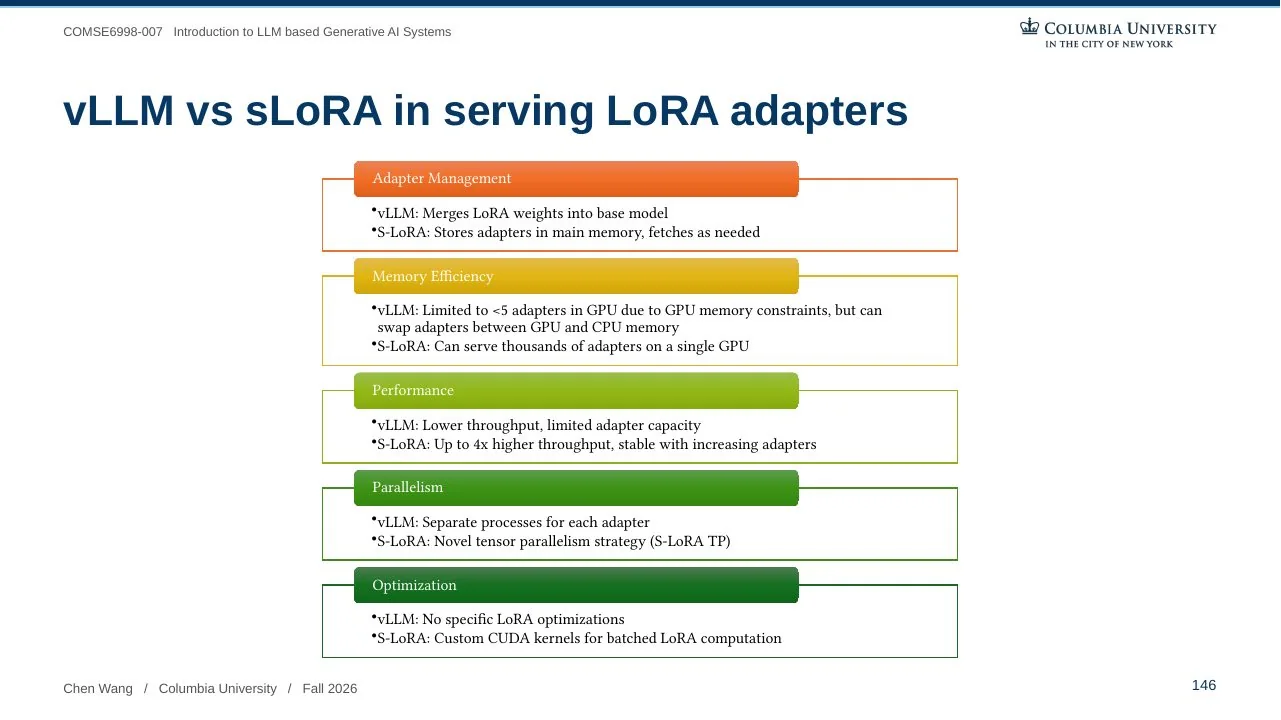 COMSE6998-007 Introduction to LLM based Generative AI Systems
COLUMBIA UNIVERSITY
IN THE CITY OF NEW YORK
vLLM vs sLoRA in serving LoRA adapters
Adapter Management
•vLLM: Merges LoRA weights into base model
•S-LoRA: Stores adapters in main memory, fetches as needed
Memory Efficiency
•vLLM: Limited to <5 adapters in GPU due to GPU memory constraints, but can
swap adapters between GPU and CPU memory
•S-LoRA: Can serve thousands of adapters on a single GPU
Performance
•vLLM: Lower throughput, limited adapter capacity
•S-LoRA: Up to 4x higher throughput, stable with increasing adapters
Parallelism
•vLLM: Separate processes for each adapter
•S-LoRA: Novel tensor parallelism strategy (S-LoRA TP)
Optimization
•vLLM: No specific LoRA optimizations
•S-LoRA: Custom CUDA kernels for batched LoRA computation
Chen Wang / Columbia University / Fall 2026
146